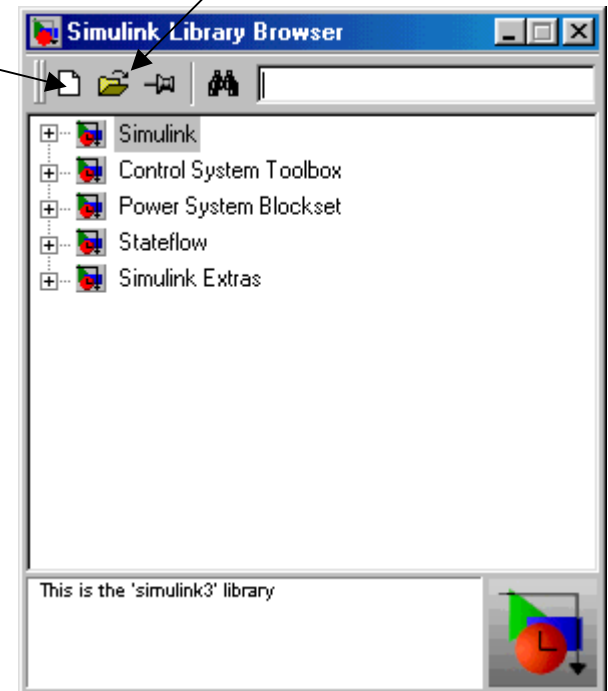 Simulink Library Browser
Simulink
Control System Toolbox
Power System Blockset
Stateflow
Simulink Extras
This is the 'simulink3' library